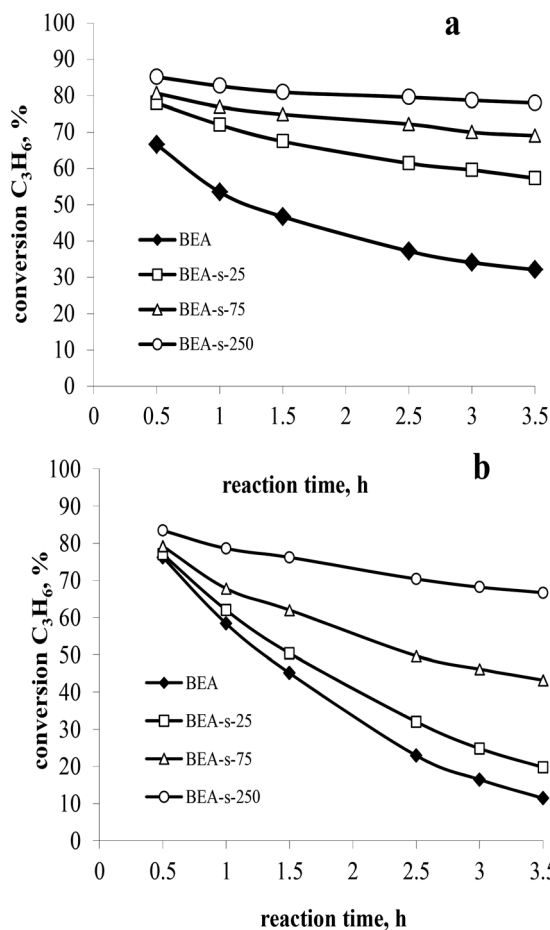 a
conversion C₃H₆, %
100
90
80
70
60
50
40
30
20
10
0
BEA
BEA-s-25
BEA-s-75
BEA-s-250
0 0.5 1 1.5 2 2.5 3 3.5
reaction time, h
b
conversion C₃H₆, %
100
90
80
70
60
50
40
30
20
10
0
BEA
BEA-s-25
BEA-s-75
BEA-s-250
0 0.5 1 1.5 2 2.5 3 3.5
reaction time, h